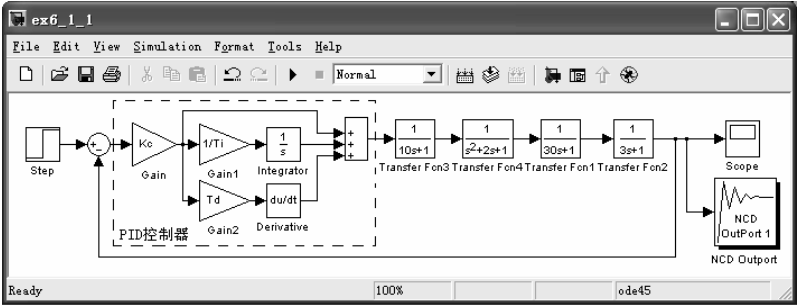 ex6_1_1
File Edit View Simulation Format Tools Help
Normal
Step
+
-
Kc
Gain
1/Ti
Gain1
1
s
Integrator
Td
Gain2
du/dt
Derivative
+
+
+
PID控制器
1
10s+1
Transfer Fcn3
1
s2+2s+1
Transfer Fcn4
1
30s+1
Transfer Fcn1
1
3s+1
Transfer Fcn2
Scope
NCD
OutPort 1
NCD Outport
Ready 100% ode45